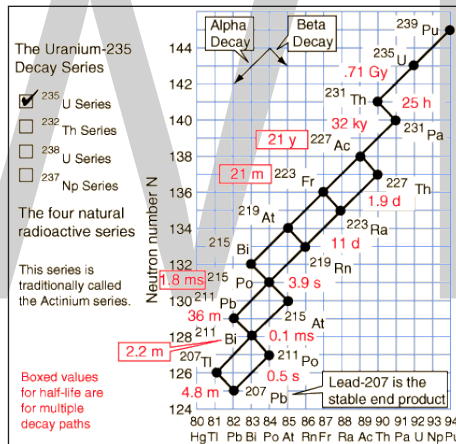 The Uranium-235
Decay Series
235 U Series
232 Th Series
238 U Series
237 Np Series
The four natural
radioactive series
This series is
traditionally called
the Actinium series.
Boxed values
for half-life are
for multiple
decay paths
Neutron number N
144
142
140
138
136
134
132
130
128
126
124
Alpha
Decay
Beta
Decay
239 Pu
235 U
.71 Gy
231 Th
25 h
32 ky
231 Pa
21 y
227 Ac
21 m
223 Fr
227 Th
1.9 d
219 At
223 Ra
11 d
215 Bi
219 Rn
1.8 ms
215 Po
3.9 s
211 Pb
36 m
215 At
211 Bi
0.1 ms
2.2 m
207 Tl
211 Po
0.5 s
4.8 m
207 Pb
Lead-207 is the
stable end product
80 81 82 83 84 85 86 87 88 89 90 91 92 93 94
Hg Tl Pb Bi Po At Rn Fr Ra Ac Th Pa U Np Pu